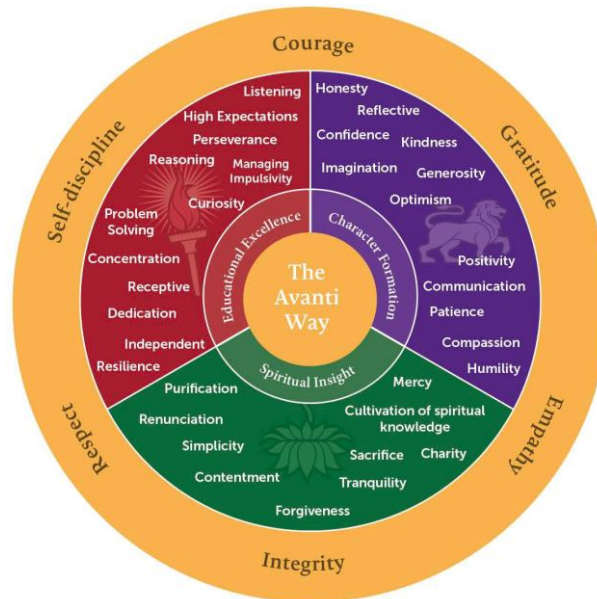 Courage
Gratitude
Empathy
Integrity
Respect
Self-discipline
The
Avanti
Way
Educational Excellence
Character Formation
Spiritual Insight
Listening
High Expectations
Perseverance
Reasoning
Managing
Impulsivity
Curiosity
Problem
Solving
Concentration
Receptive
Dedication
Independent
Resilience
Honesty
Reflective
Confidence
Kindness
Imagination
Generosity
Optimism
Positivity
Communication
Patience
Compassion
Humility
Purification
Mercy
Renunciation
Cultivation of spiritual
knowledge
Simplicity
Sacrifice
Charity
Contentment
Tranquility
Forgiveness